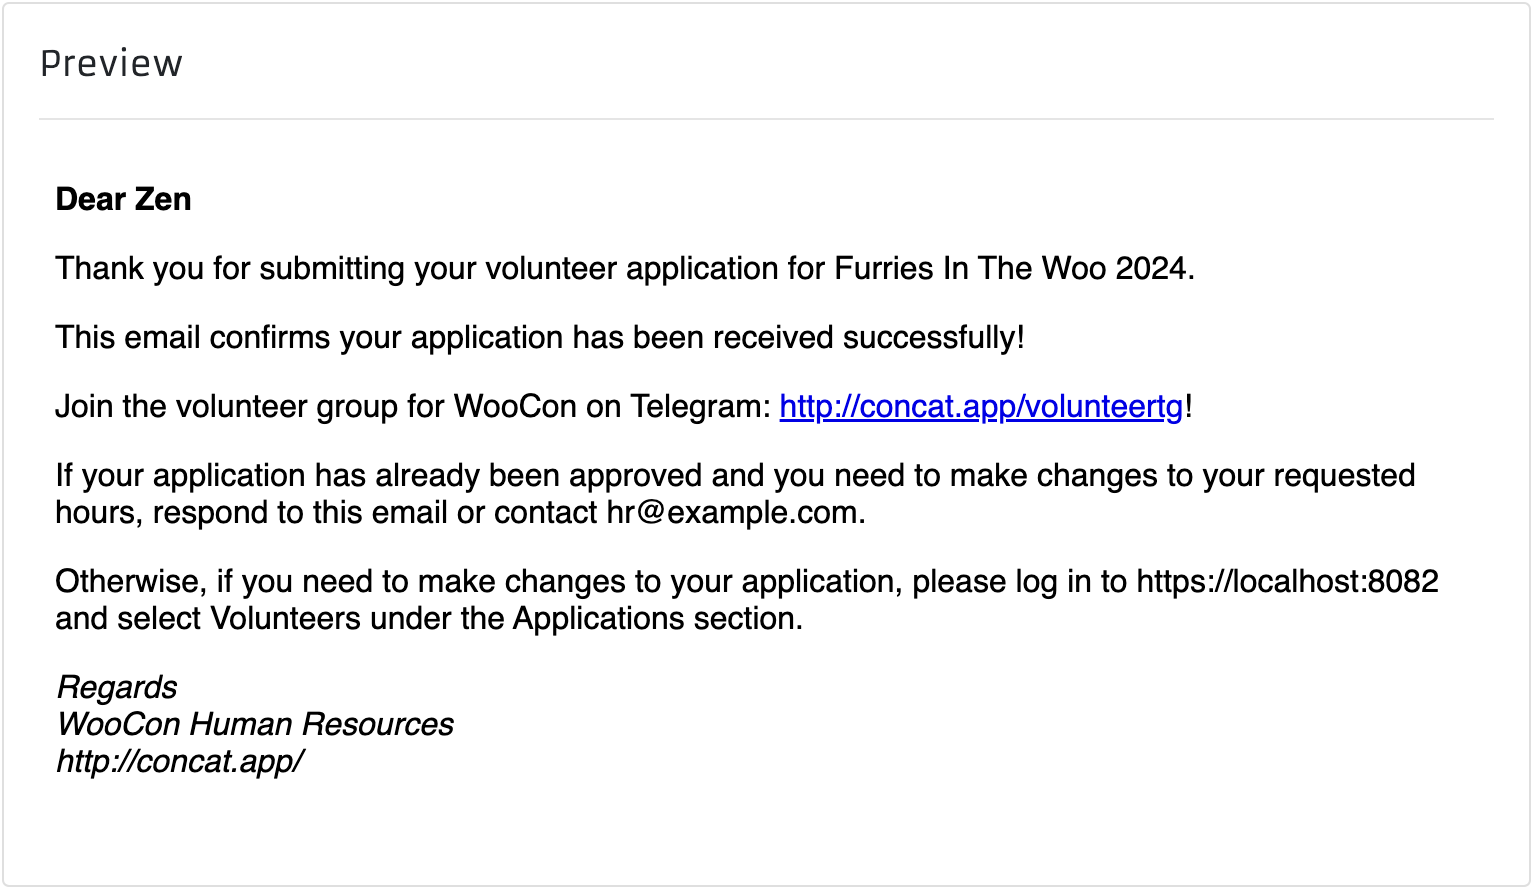 Preview
Dear Zen
Thank you for submitting your volunteer application for Furries In The Woo 2024.
This email confirms your application has been received successfully!
Join the volunteer group for WooCon on Telegram: http://concat.app/volunteertg!
If your application has already been approved and you need to make changes to your requested
hours, respond to this email or contact hr@example.com.
Otherwise, if you need to make changes to your application, please log in to https://localhost:8082
and select Volunteers under the Applications section.
Regards
WooCon Human Resources
http://concat.app/